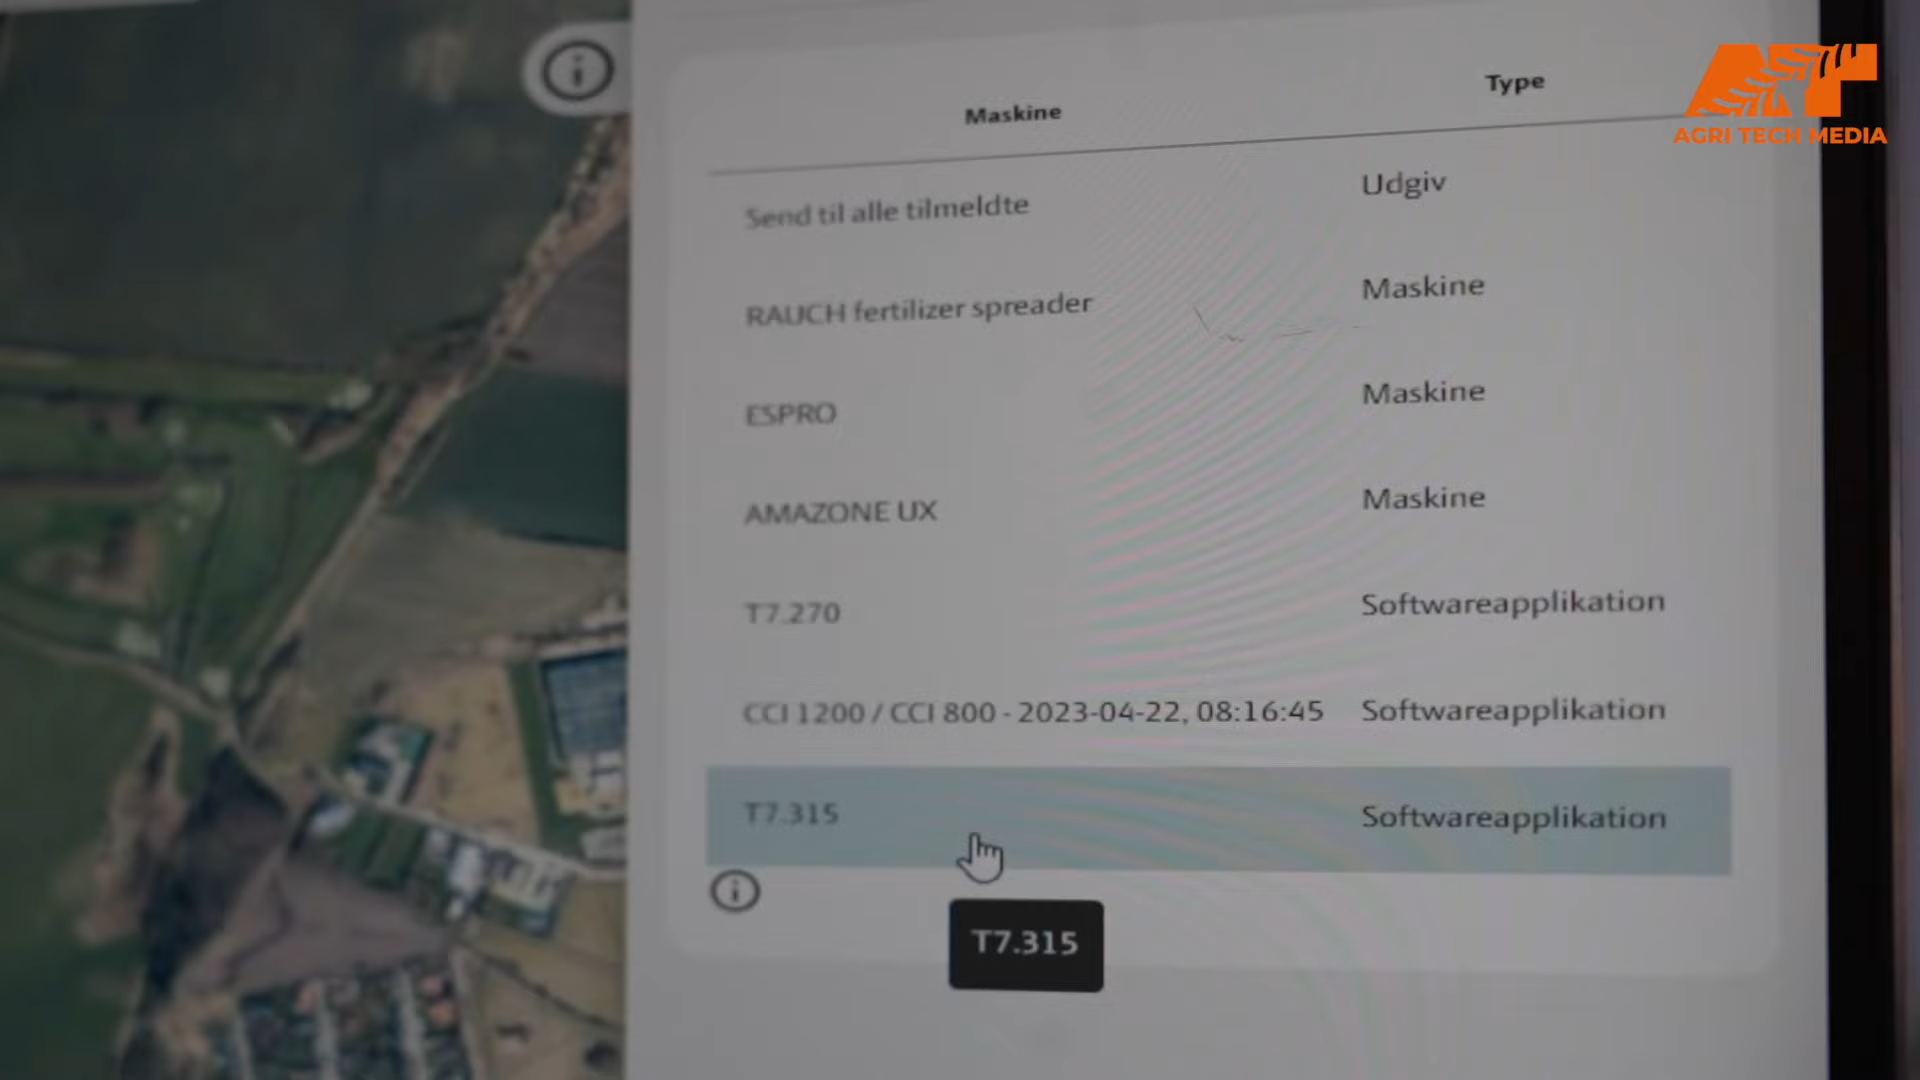 AGRI TECH MEDIA
Maskine Type
Send til alle tilmeldte Udgiv
RAUCH fertilizer spreader Maskine
ESPRO Maskine
AMAZONE UX Maskine
T7.270 Softwareapplikation
CCI 1200 / CCI 800 - 2023-04-22, 08:16:45 Softwareapplikation
T7.315 Softwareapplikation
T7.315